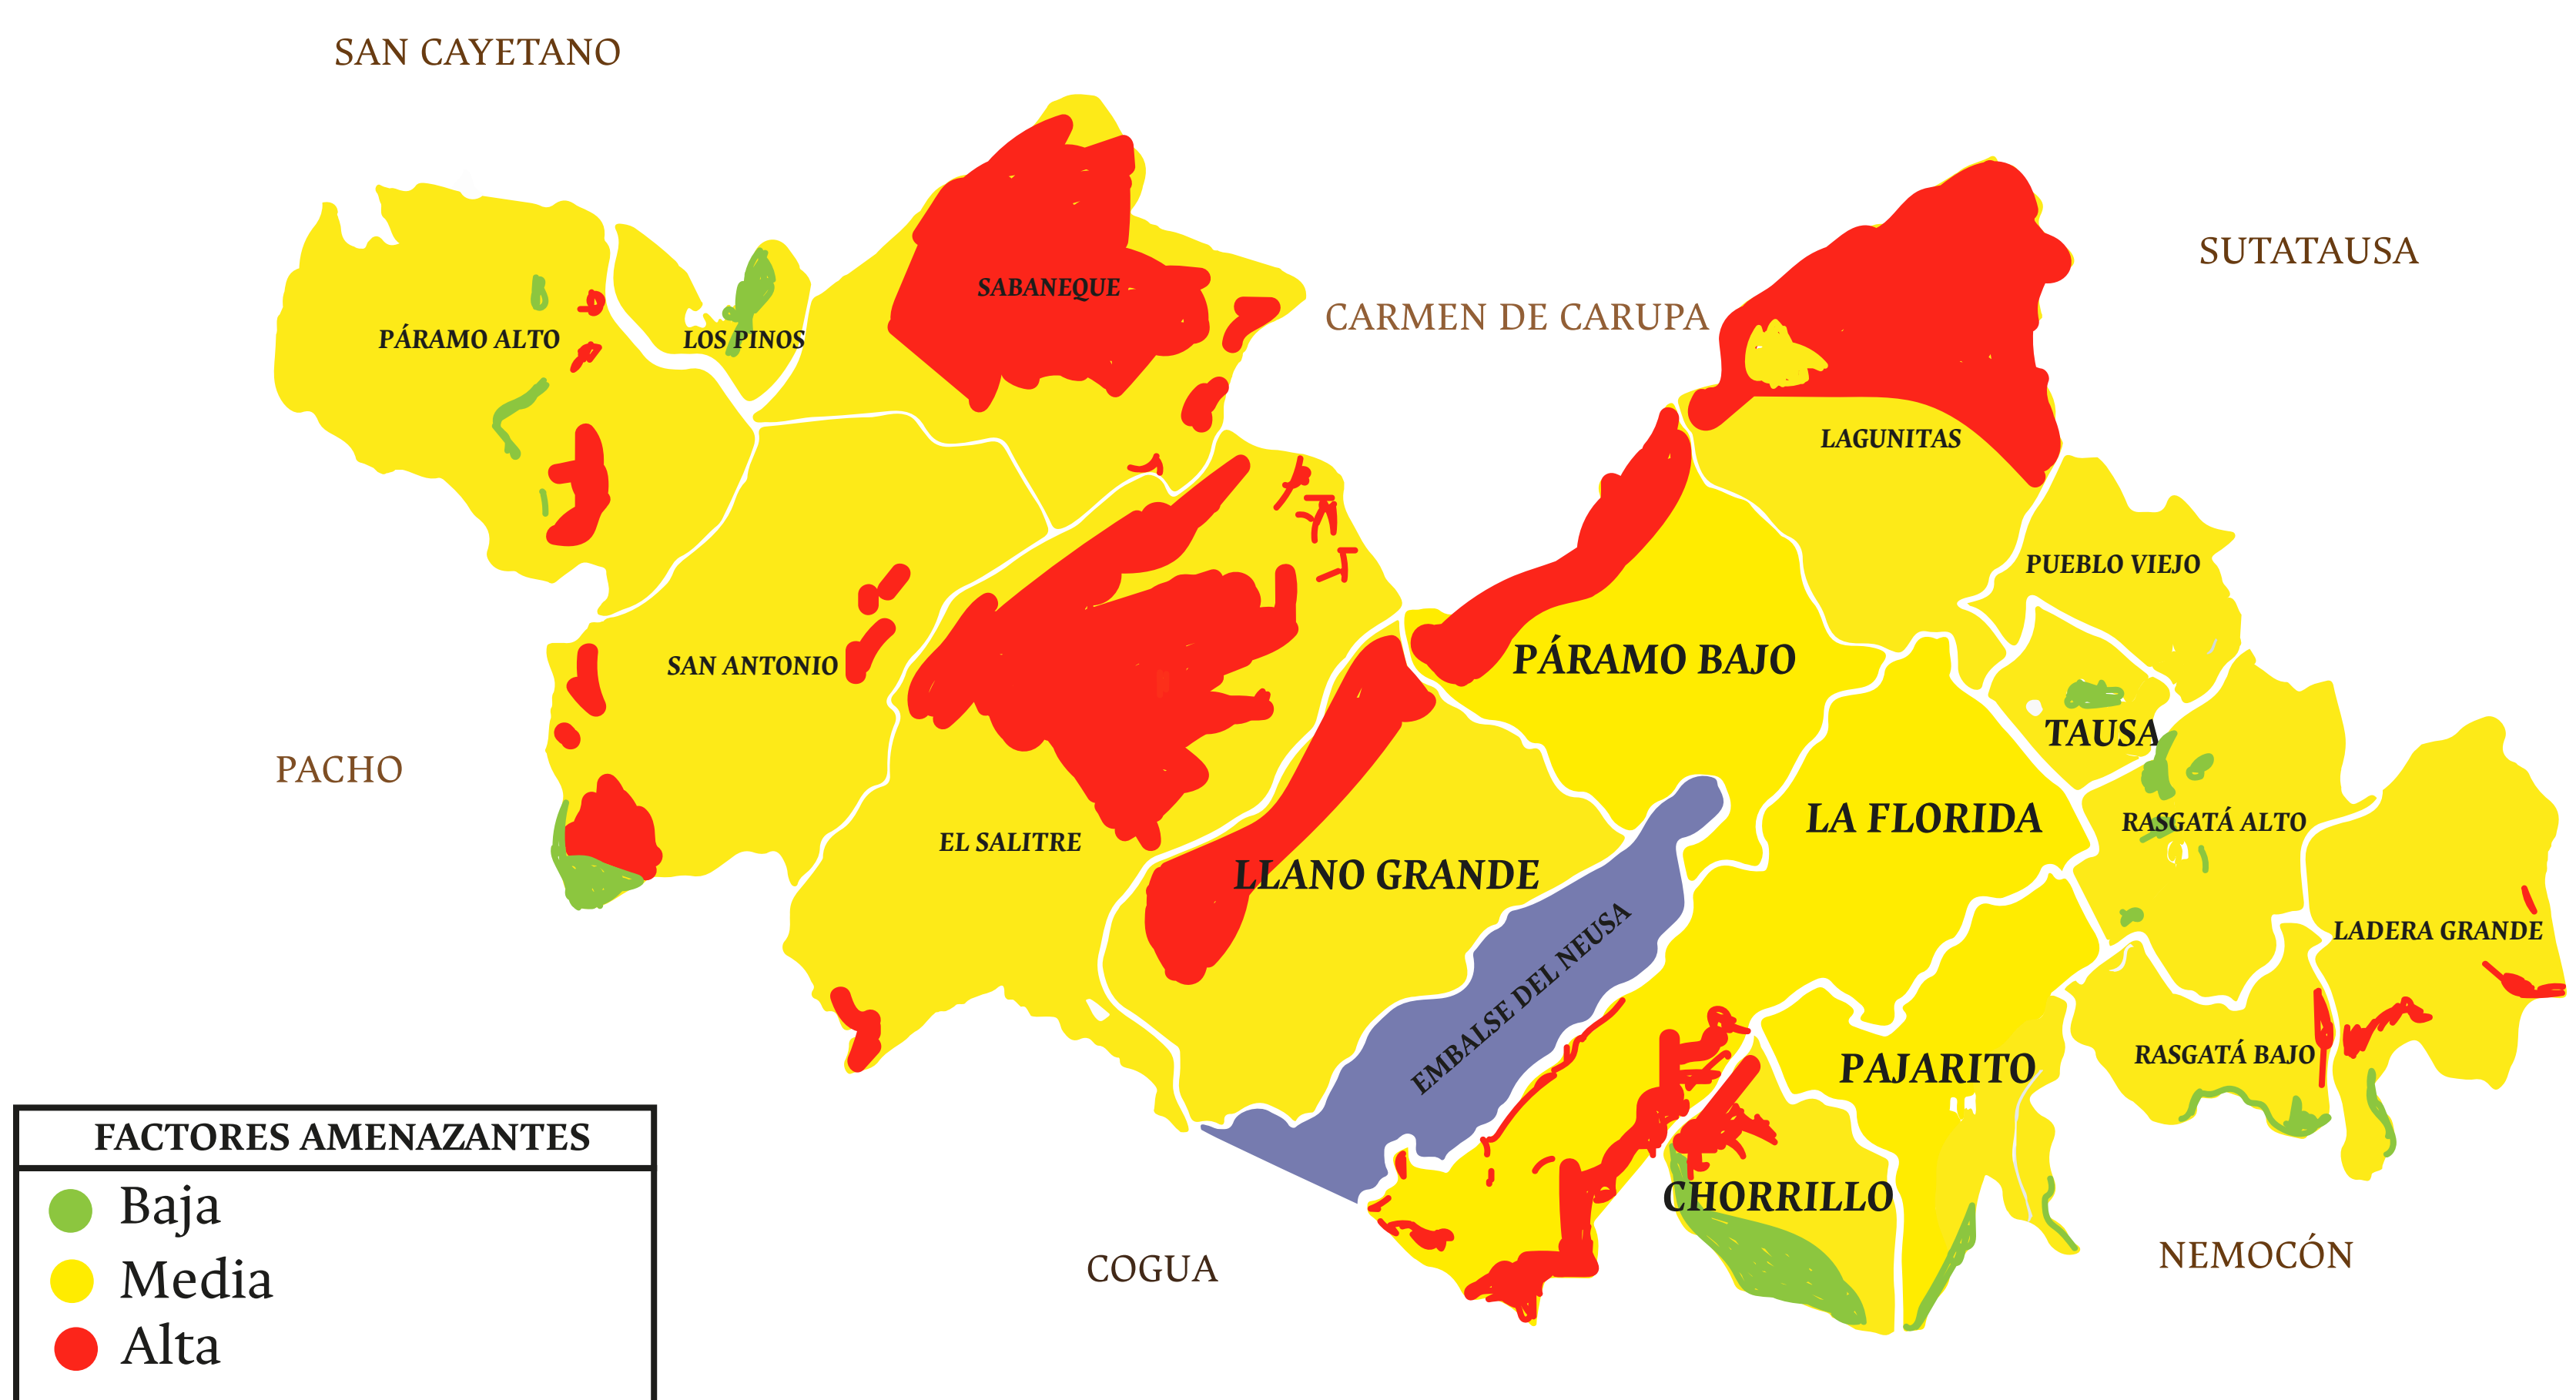 SAN CAYETANO
SUTATAUSA
SABANEQUE
CARMEN DE CARUPA
PÁRAMO ALTO
LOS PINOS
LAGUNITAS
PUEBLO VIEJO
SAN ANTONIO
PÁRAMO BAJO
TAUSA
PACHO
LA FLORIDA
RASGATÁ ALTO
EL SALITRE
LLANO GRANDE
LADERA GRANDE
EMBALSE DEL NEUSA
RASGATÁ BAJO
PAJARITO
CHORRILLO
NEMOCÓN
COGUA
FACTORES AMENAZANTES
Baja
Media
Alta